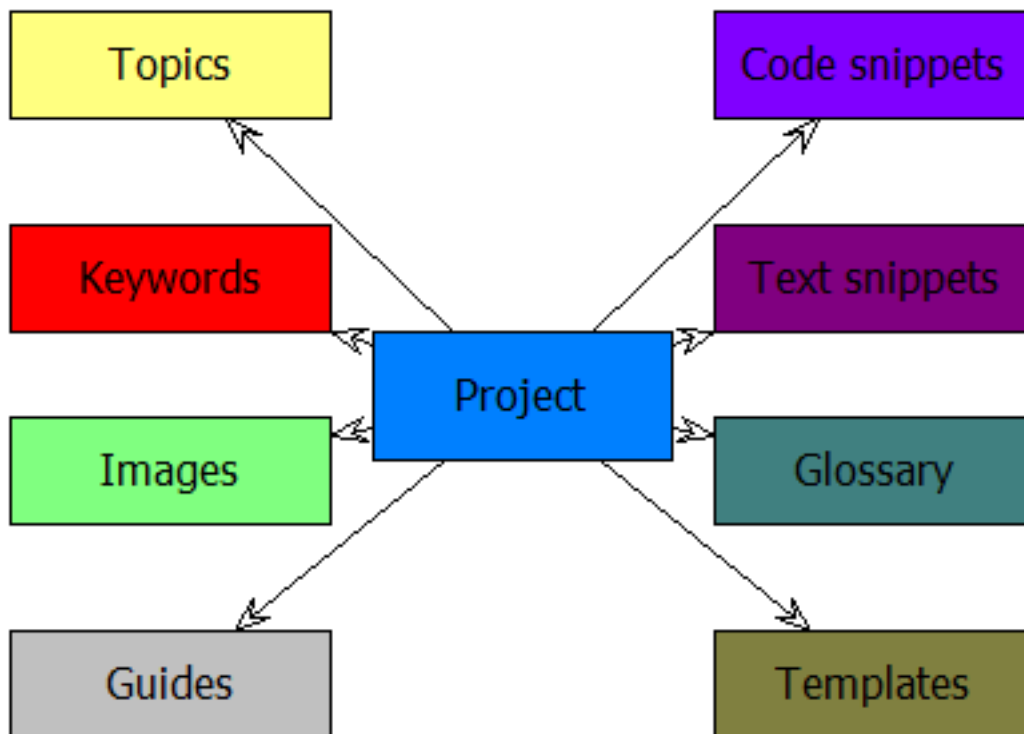 Topics
Code snippets
Keywords
Text snippets
Project
Images
Glossary
Guides
Templates